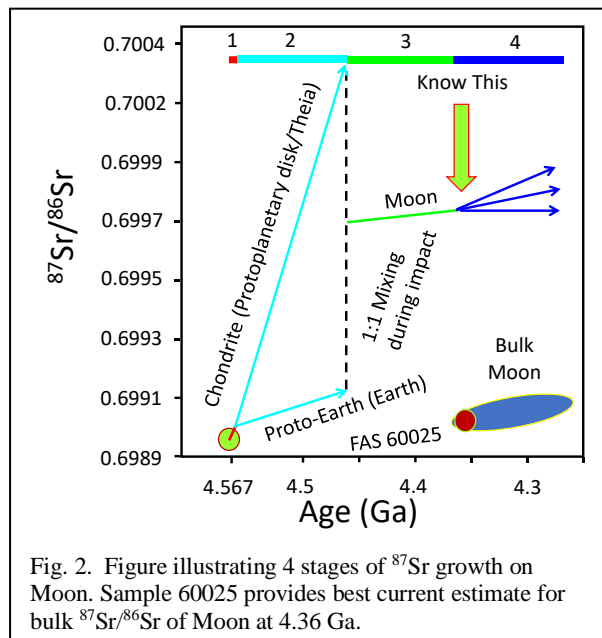 1 2 3 4
0.7004
0.7002
0.6999
0.6997
0.6995
0.6993
0.6991
0.6989
⁸⁷Sr/⁸⁶Sr
Know This
Chondrite (Protoplanetary disk/Theia)
Moon
1:1 Mixing
during impact
Proto-Earth (Earth)
Bulk
Moon
FAS 60025
4.567 4.5 4.4 4.3
Age (Ga)
Fig. 2. Figure illustrating 4 stages of ⁸⁷Sr growth on
Moon. Sample 60025 provides best current estimate for
bulk ⁸⁷Sr/⁸⁶Sr of Moon at 4.36 Ga.